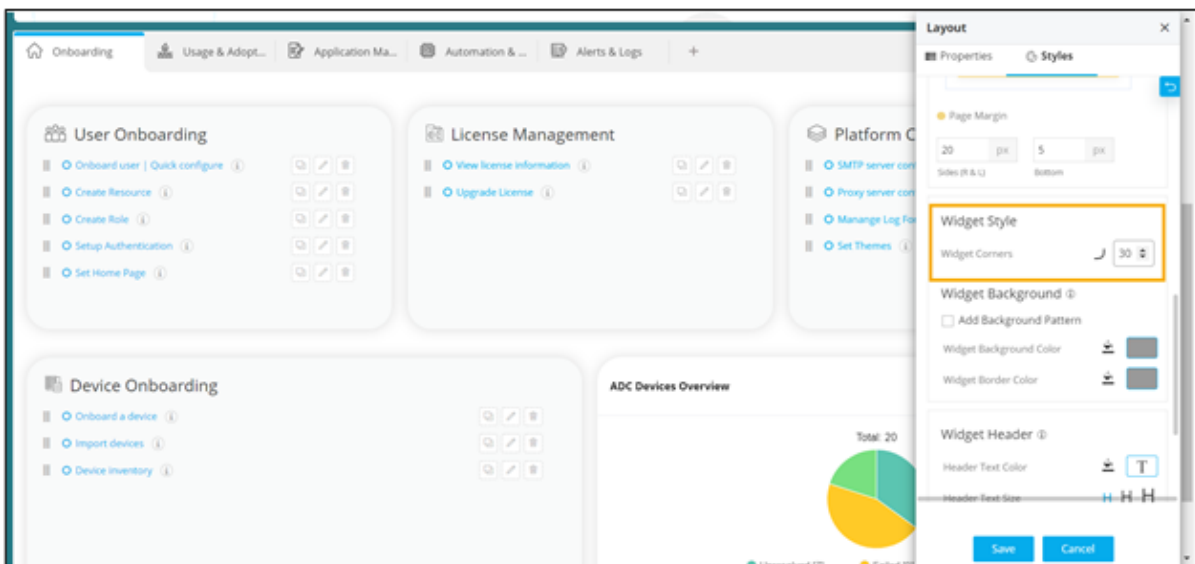 Onboarding
Usage & Adopt...
Application Ma...
Automation & ...
Alerts & Logs
+
User Onboarding
Onboard user | Quick configure
Create Resource
Create Role
Setup Authentication
Set Home Page
License Management
View license information
Upgrade License
Platform C
SMTP server con
Proxy server con
Manange Log Fo
Set Themes
Device Onboarding
Onboard a device
Import devices
Device inventory
ADC Devices Overview
Total: 20
Layout
Properties
Styles
Page Margin
20 px 5 px
Sides (R & L) Bottom
Widget Style
Widget Corners 30
Widget Background
Add Background Pattern
Widget Background Color
Widget Border Color
Widget Header
Header Text Color T
Header Text Size H H H
Save Cancel